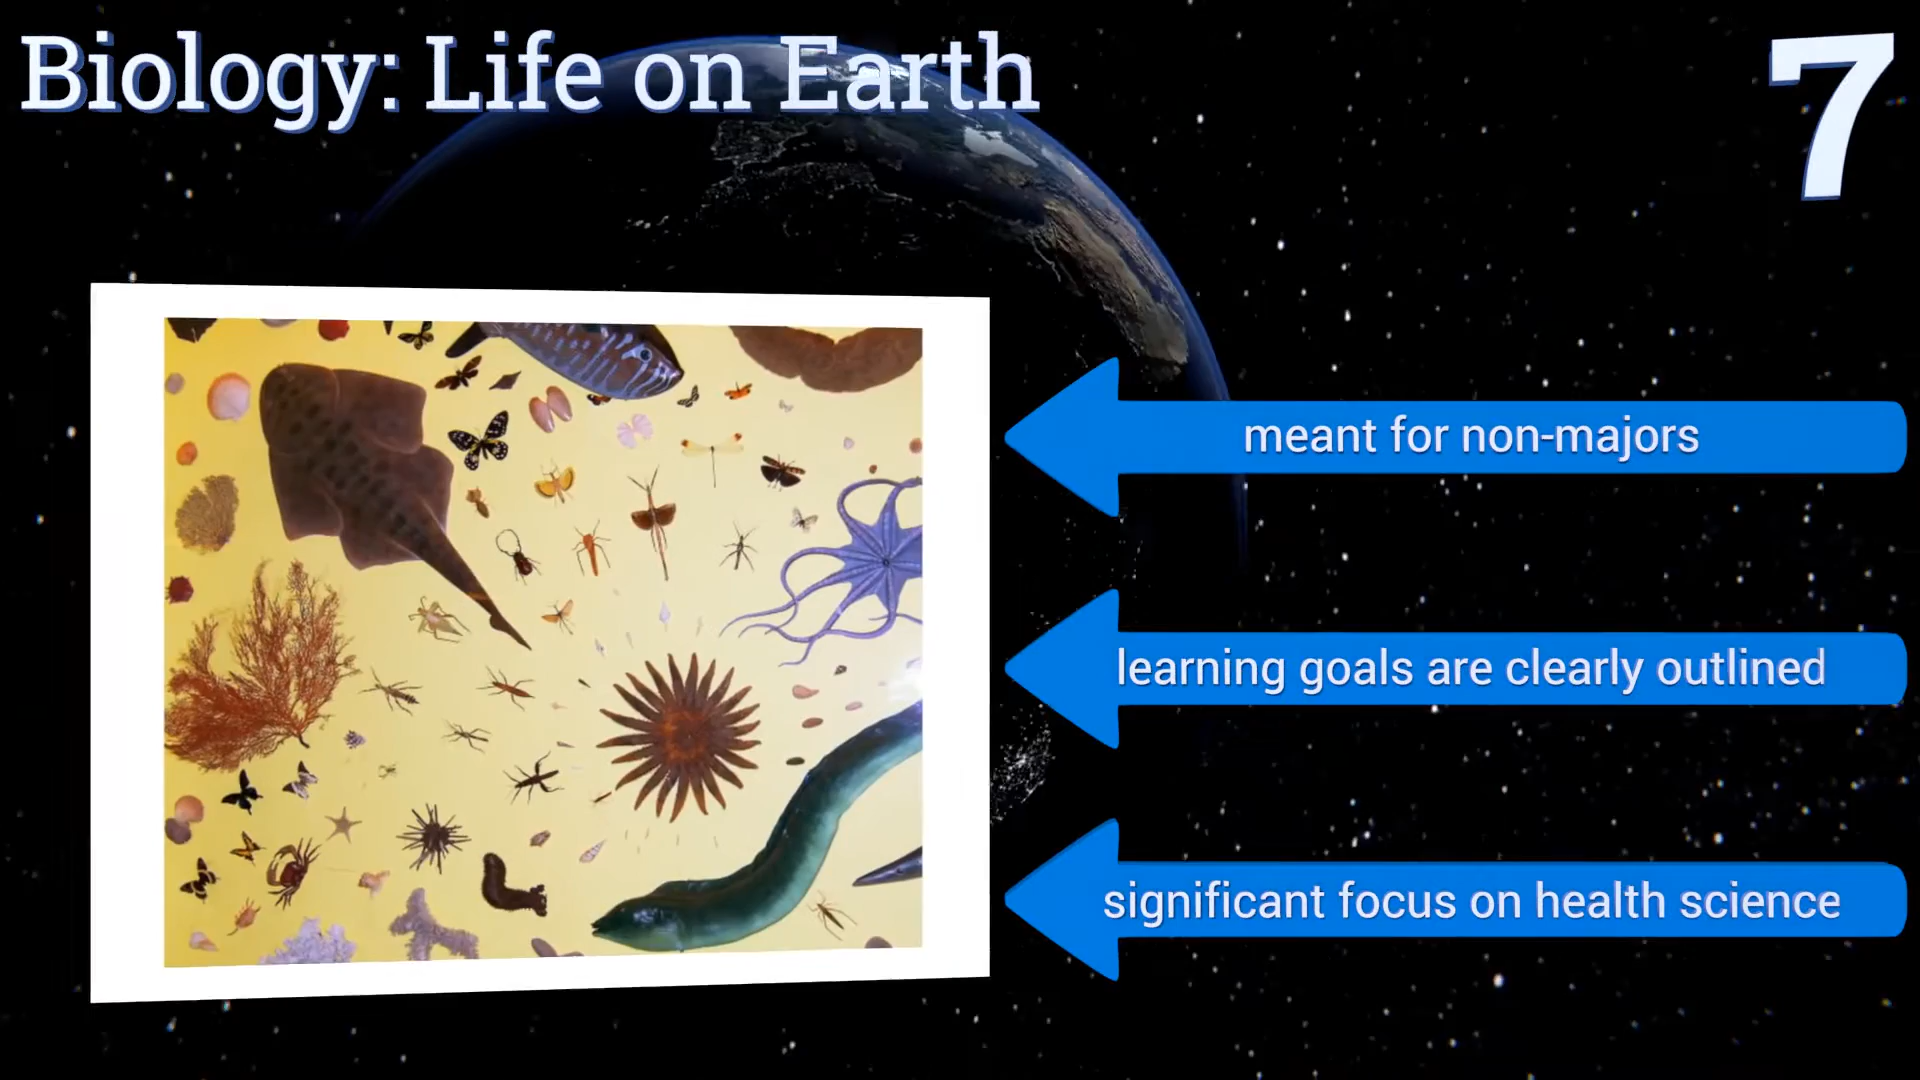 Biology: Life on Earth
7
meant for non-majors
learning goals are clearly outlined
significant focus on health science